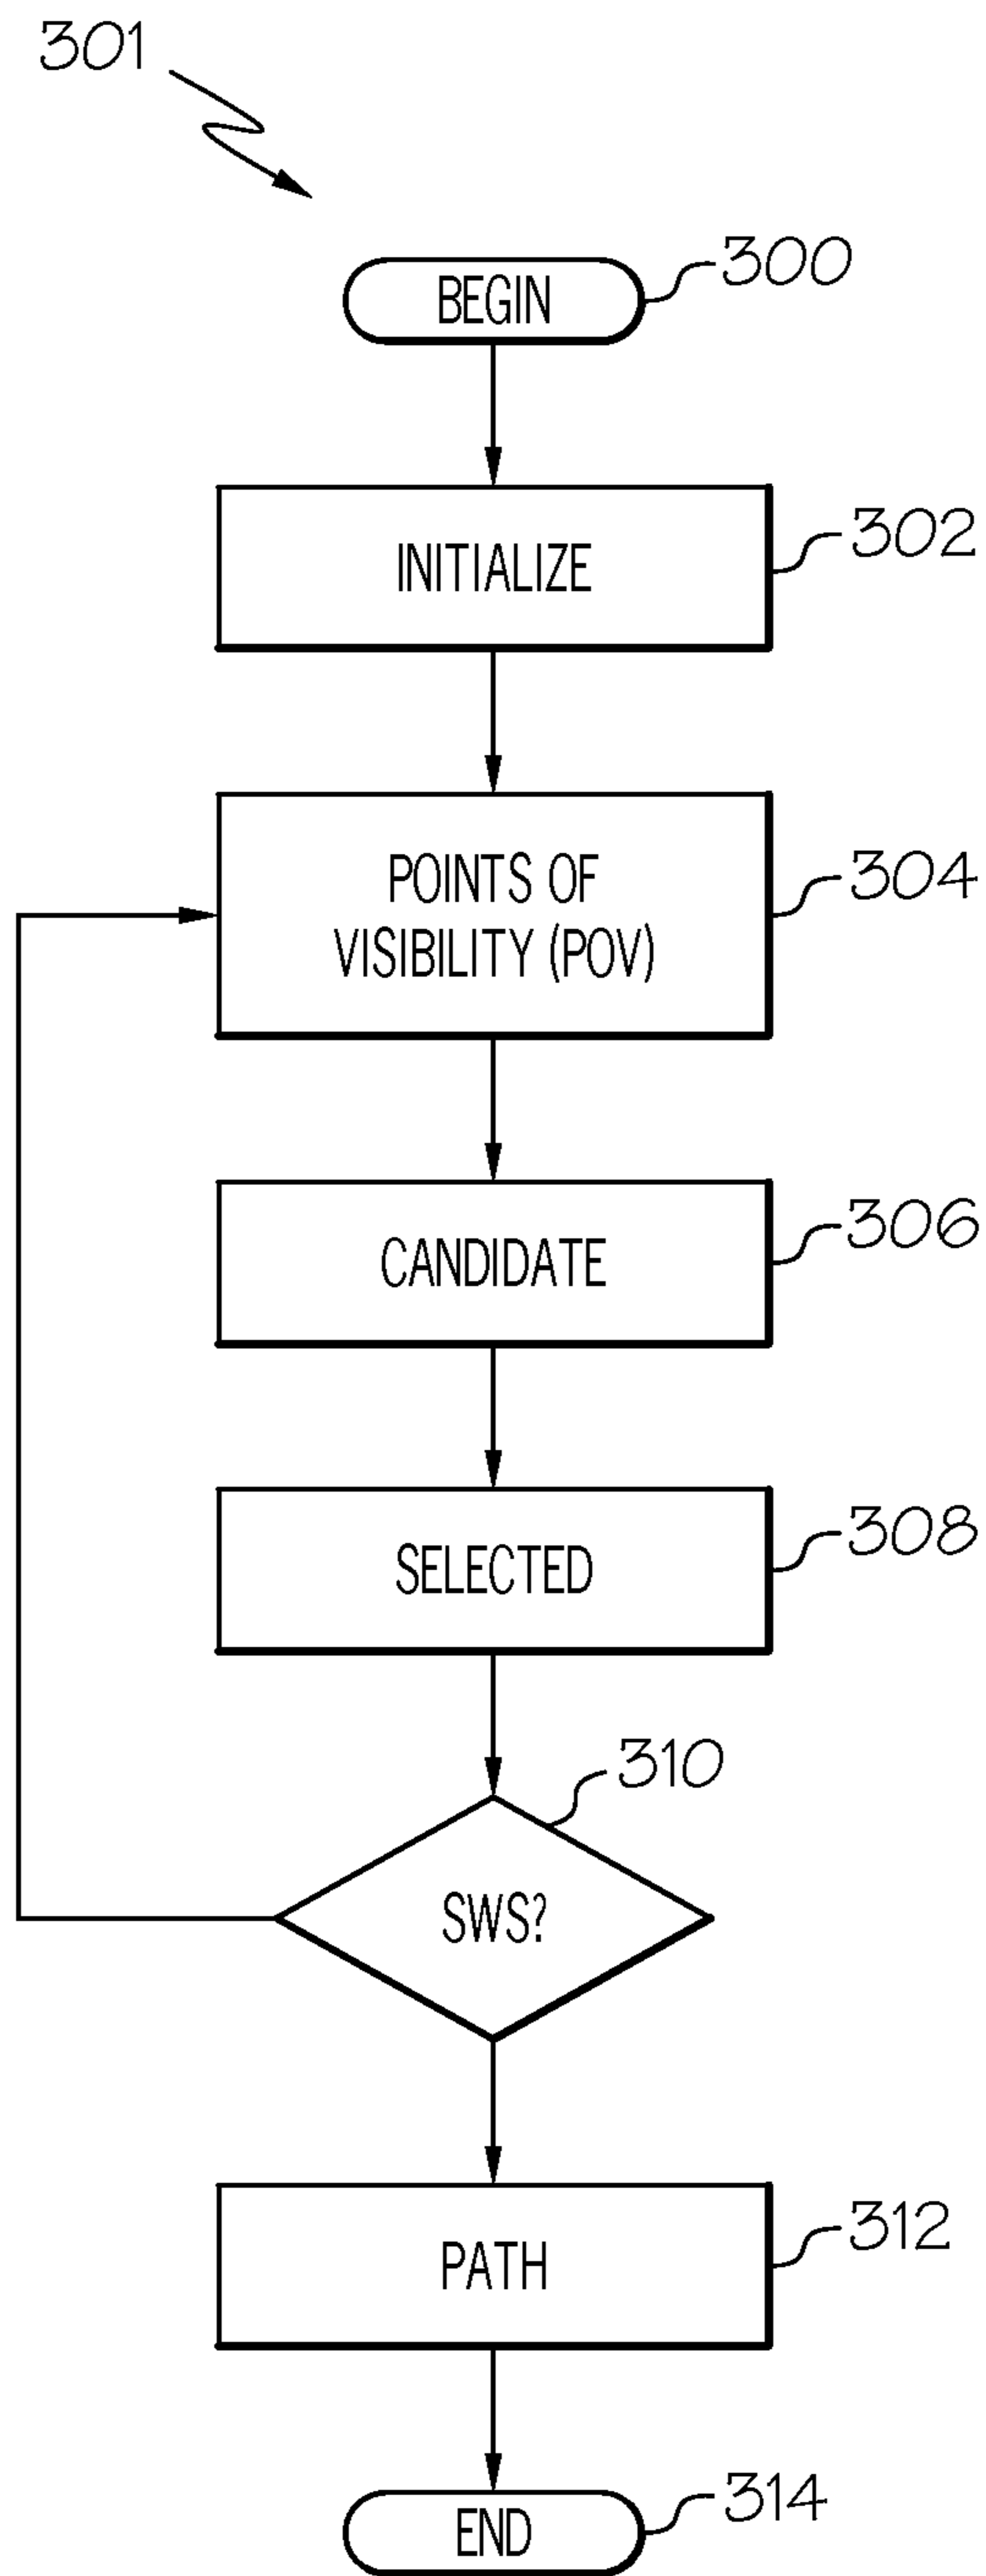 301
BEGIN
300
INITIALIZE
302
POINTS OF
VISIBILITY (POV)
304
CANDIDATE
306
SELECTED
308
310
SWS?
PATH
312
END
314